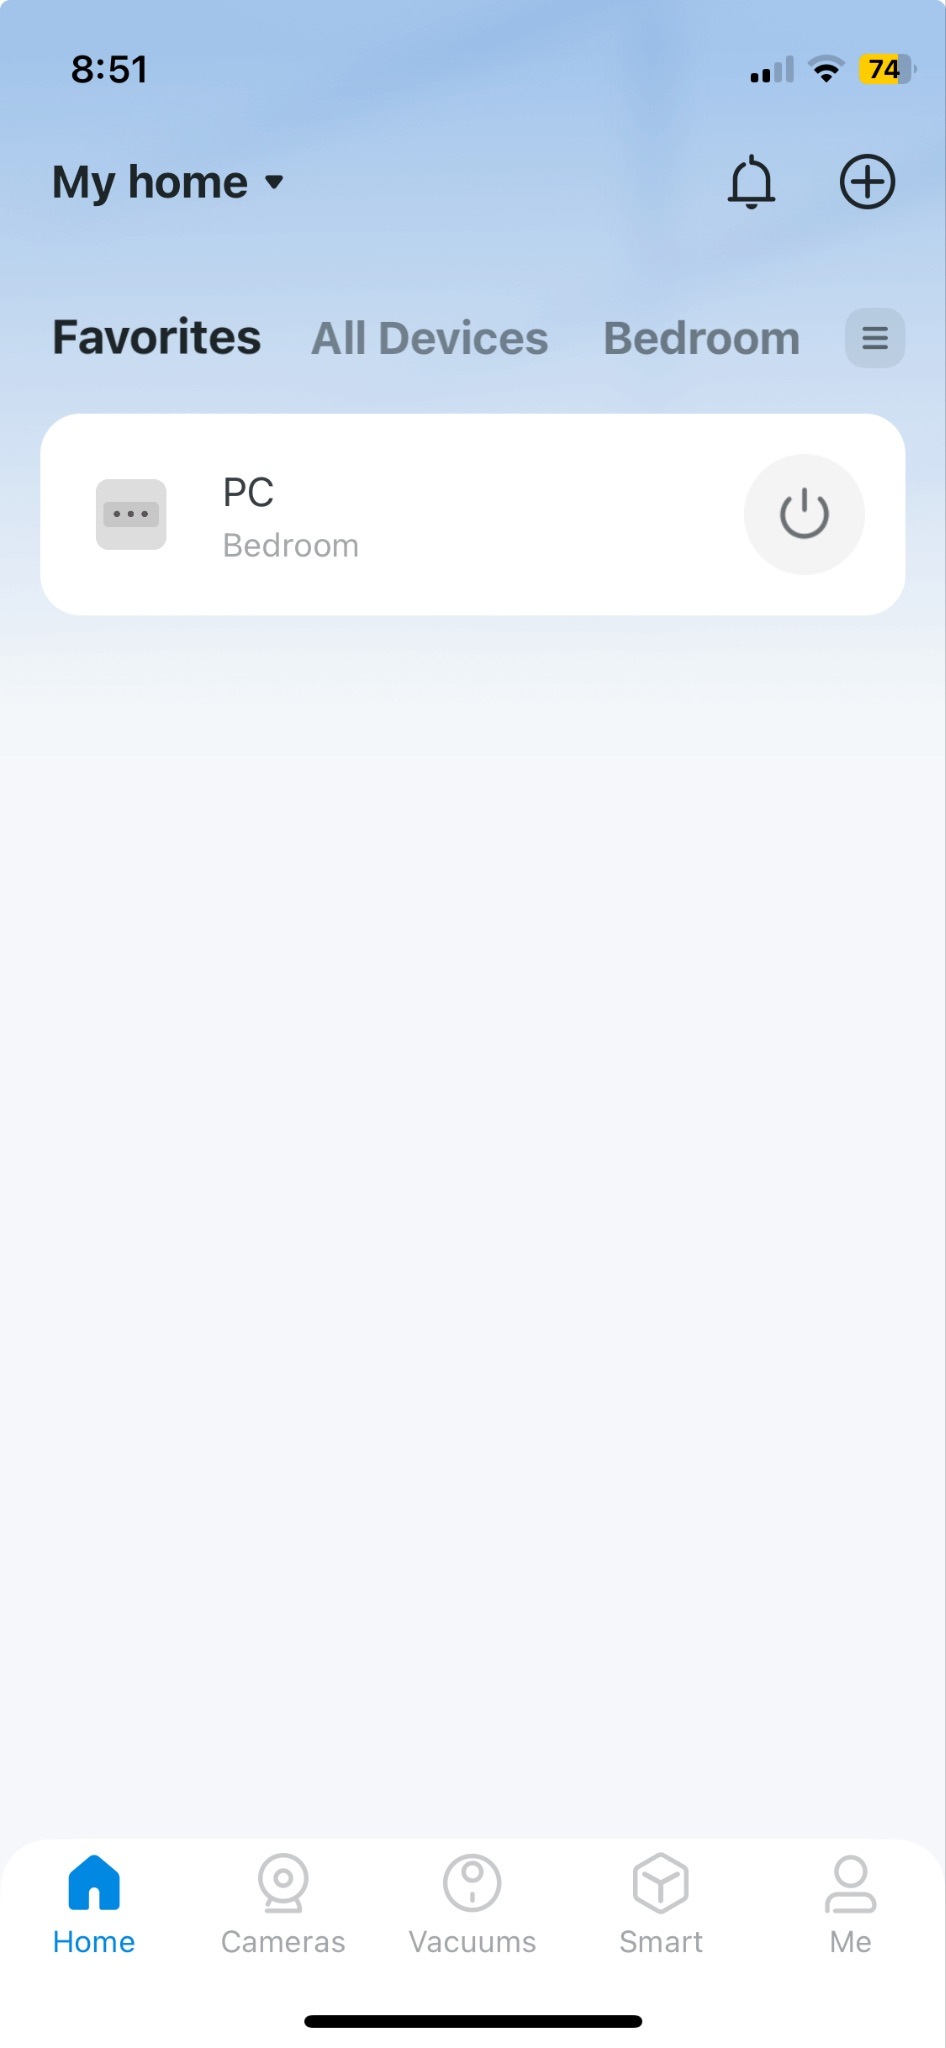 8:51
74
My home
Favorites All Devices Bedroom
PC
Bedroom
Home Cameras Vacuums Smart Me